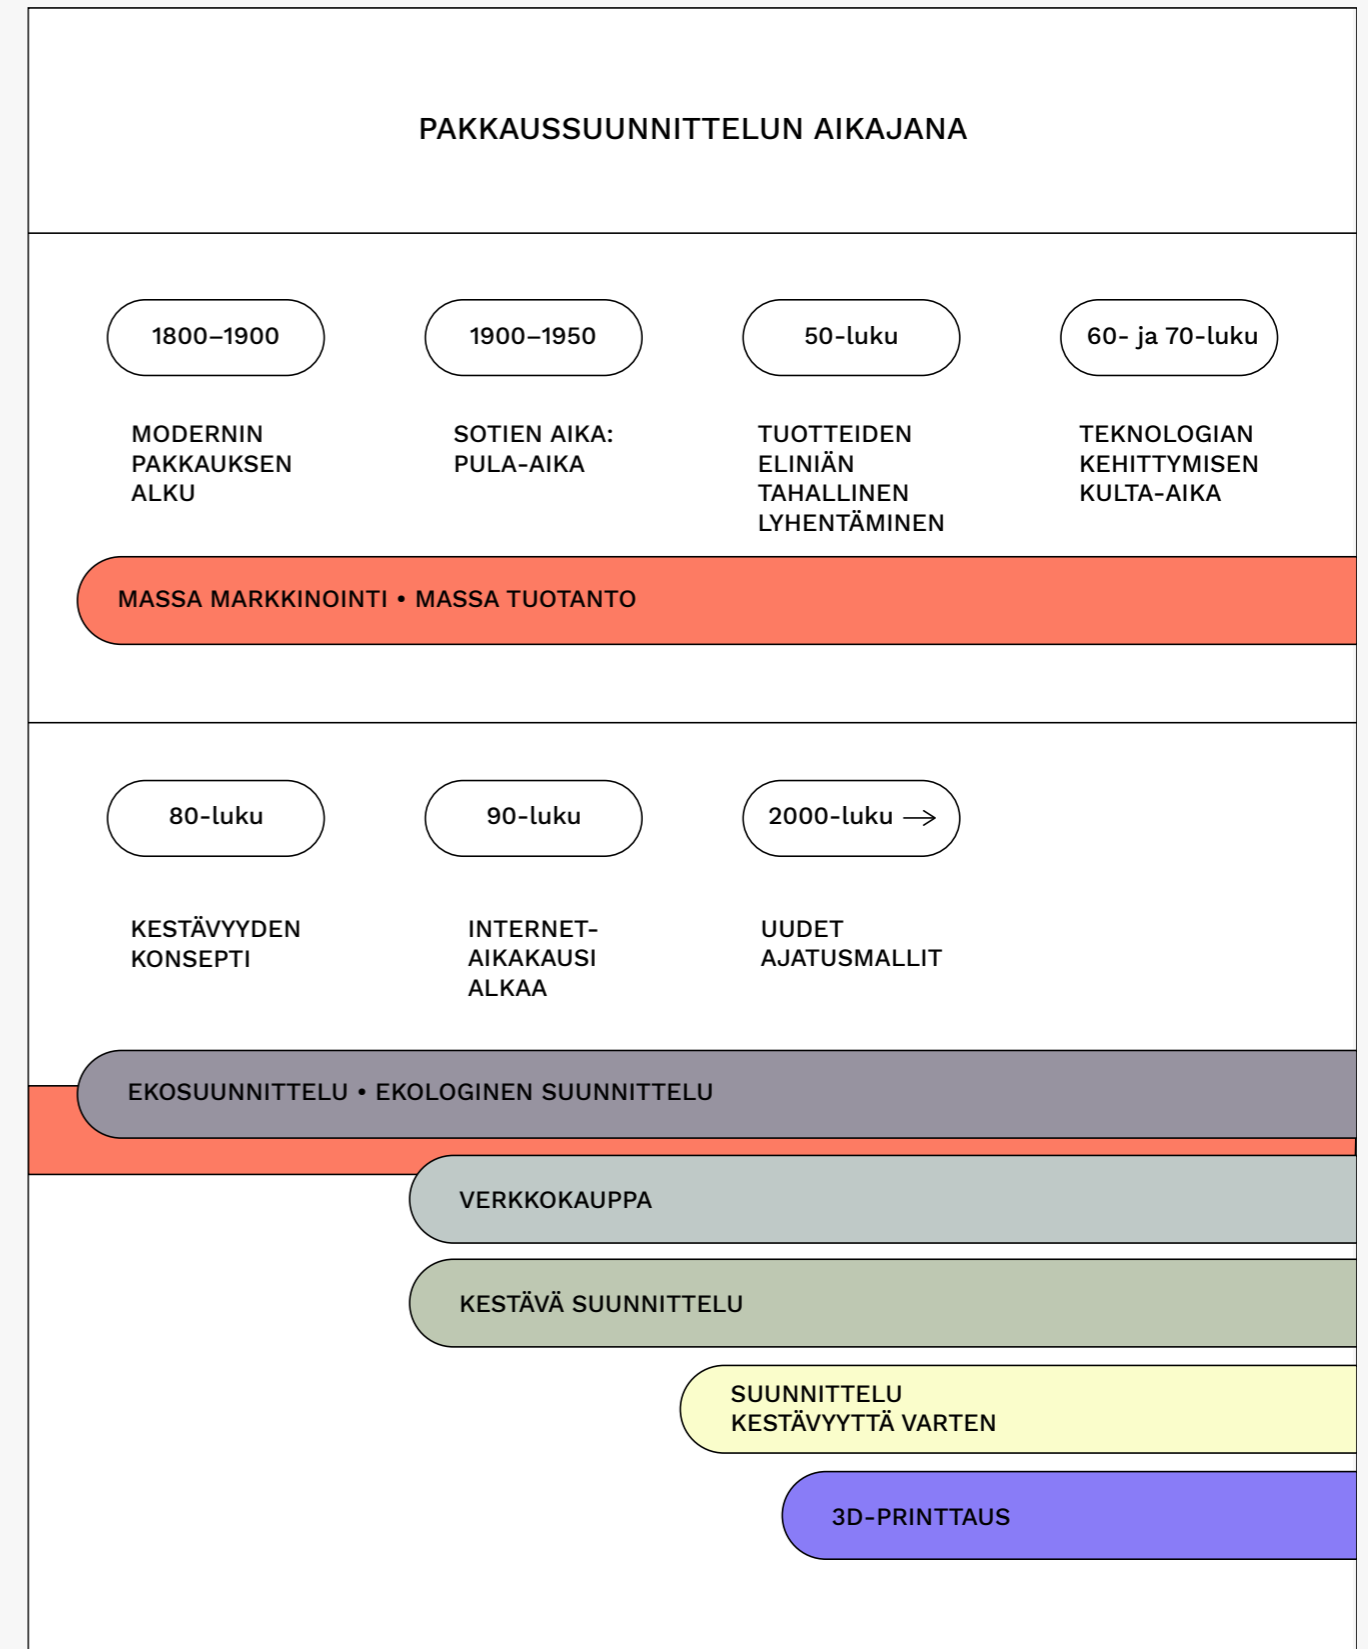 PAKKAUSSUUNNITTELUN AIKAJANA
1800–1900
MODERNIN
PAKKAUKSEN
ALKU
1900–1950
SOTIEN AIKA:
PULA-AIKA
50-luku
TUOTTEIDEN
ELINIÄN
TAHALLINEN
LYHENTÄMINEN
60- ja 70-luku
TEKNOLOGIAN
KEHITTYMISEN
KULTA-AIKA
MASSA MARKKINOINTI • MASSA TUOTANTO
80-luku
KESTÄVYYDEN
KONSEPTI
90-luku
INTERNET-
AIKAKAUSI
ALKAA
2000-luku →
UUDET
AJATUSMALLIT
EKOSUUNNITTELU • EKOLOGINEN SUUNNITTELU
VERKKOKAUPPA
KESTÄVÄ SUUNNITTELU
SUUNNITTELU
KESTÄVYYTTÄ VARTEN
3D-PRINTTAUS